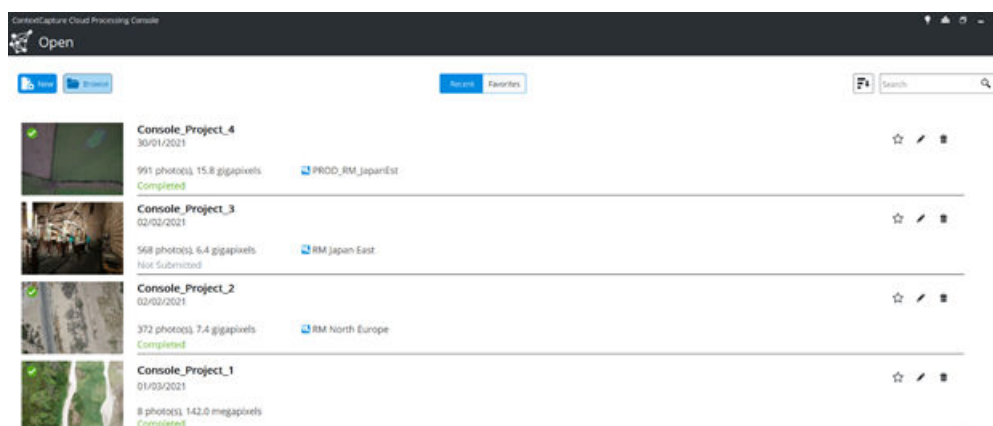 ContextCapture Cloud Processing Console
Open
New
Browse
Recent
Favorites
Search
Console_Project_4
30/01/2021
991 photo(s), 15.8 gigapixels
PROD_RM_JapanEst
Completed
Console_Project_3
02/02/2021
568 photo(s), 6.4 gigapixels
RM Japan East
Not Submitted
Console_Project_2
02/02/2021
372 photo(s), 7.4 gigapixels
RM North Europe
Completed
Console_Project_1
01/03/2021
8 photo(s), 142.0 megapixels
Completed